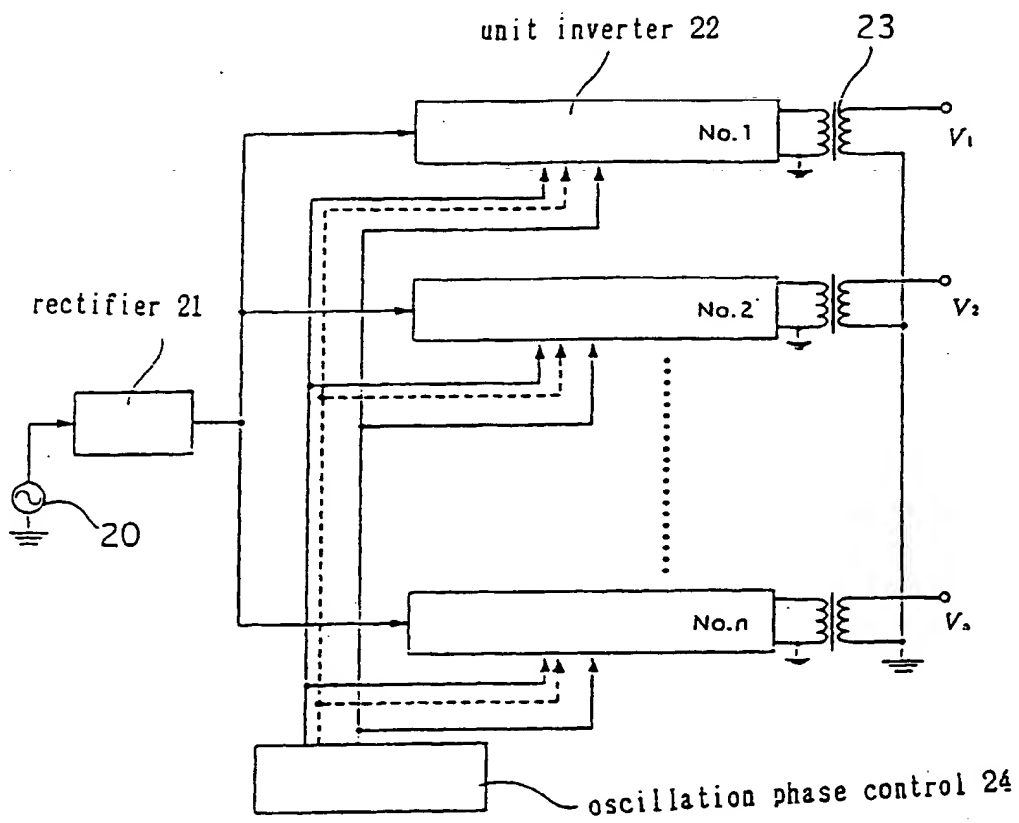 unit inverter 22
23
No.1
V1
rectifier 21
No.2
V2
20
No.n
oscillation phase control 24